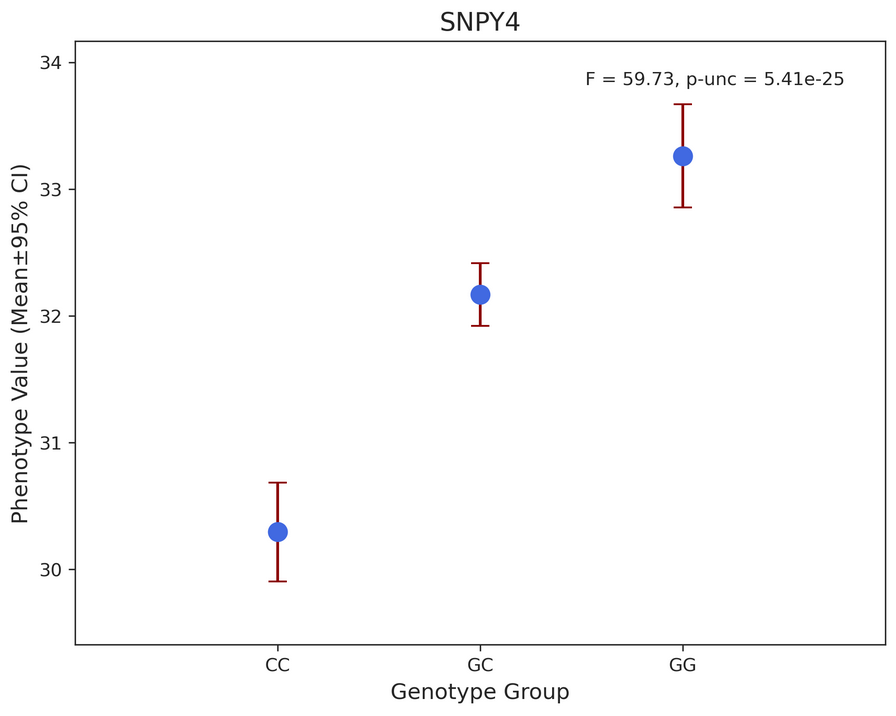 SNPY4
F = 59.73, p-unc = 5.41e-25
Phenotype Value (Mean±95% CI)
34
33
32
31
30
CC
GC
GG
Genotype Group